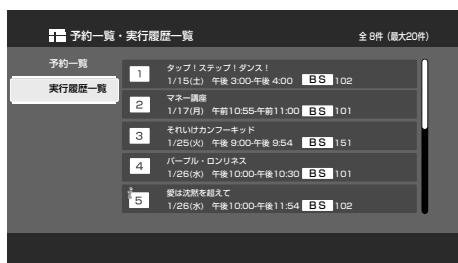 予約一覧・実行履歴一覧
全 8件 (最大20件)
予約一覧
実行履歴一覧
1 タップ！ステップ！ダンス！
1/15(土) 午後 3:00-午後 4:00 BS 102
2 マネー講座
1/17(月) 午前10:55-午前11:00 BS 101
3 それいけカンフーキッド
1/25(火) 午後 9:00-午後 9:54 BS 151
4 バーブル・ロンリネス
1/26(水) 午後10:00-午後10:30 BS 101
5 愛は沈黙を超えて
1/26(水) 午後10:00-午後11:54 BS 102